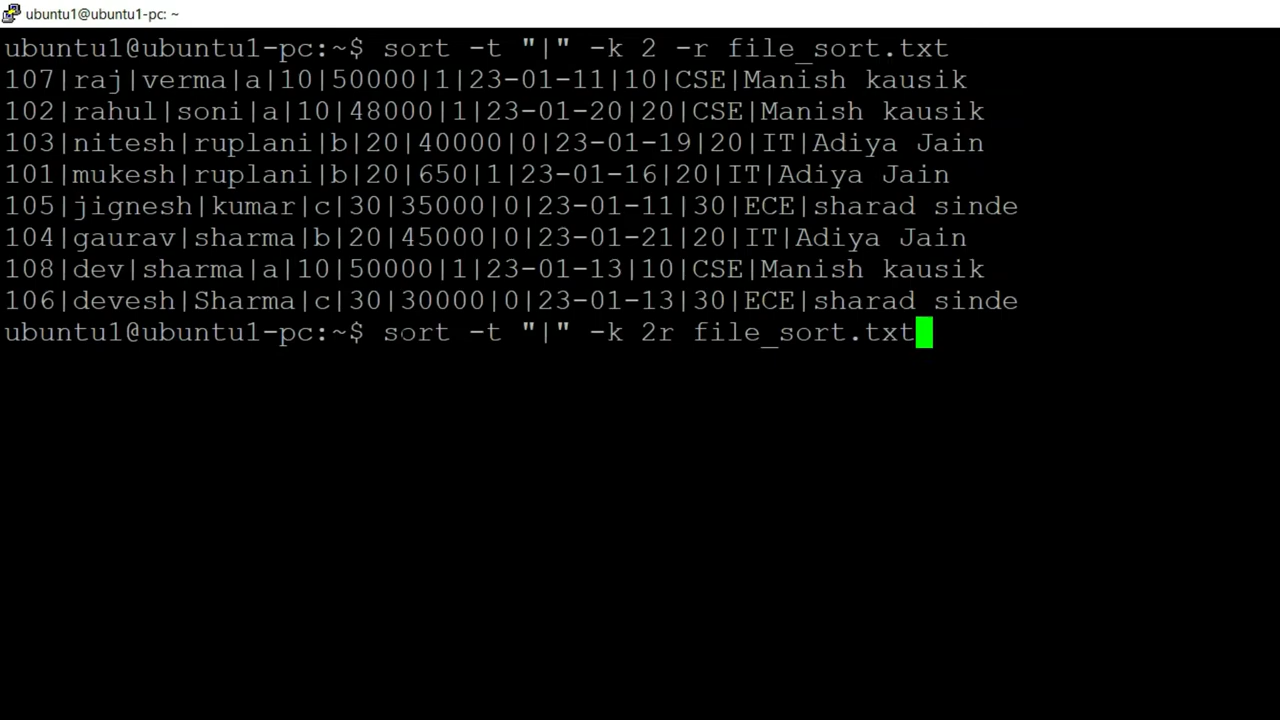 ubuntu1@ubuntu1-pc: ~
ubuntu1@ubuntu1-pc:~$ sort -t "|" -k 2 -r file_sort.txt
107|raj|verma|a|10|50000|1|23-01-11|10|CSE|Manish kausik
102|rahul|soni|a|10|48000|1|23-01-20|20|CSE|Manish kausik
103|nitesh|ruplani|b|20|40000|0|23-01-19|20|IT|Adiya Jain
101|mukesh|ruplani|b|20|650|1|23-01-16|20|IT|Adiya Jain
105|jignesh|kumar|c|30|35000|0|23-01-11|30|ECE|sharad sinde
104|gaurav|sharma|b|20|45000|0|23-01-21|20|IT|Adiya Jain
108|dev|sharma|a|10|50000|1|23-01-13|10|CSE|Manish kausik
106|devesh|Sharma|c|30|30000|0|23-01-13|30|ECE|sharad sinde
ubuntu1@ubuntu1-pc:~$ sort -t "|" -k 2r file_sort.txt